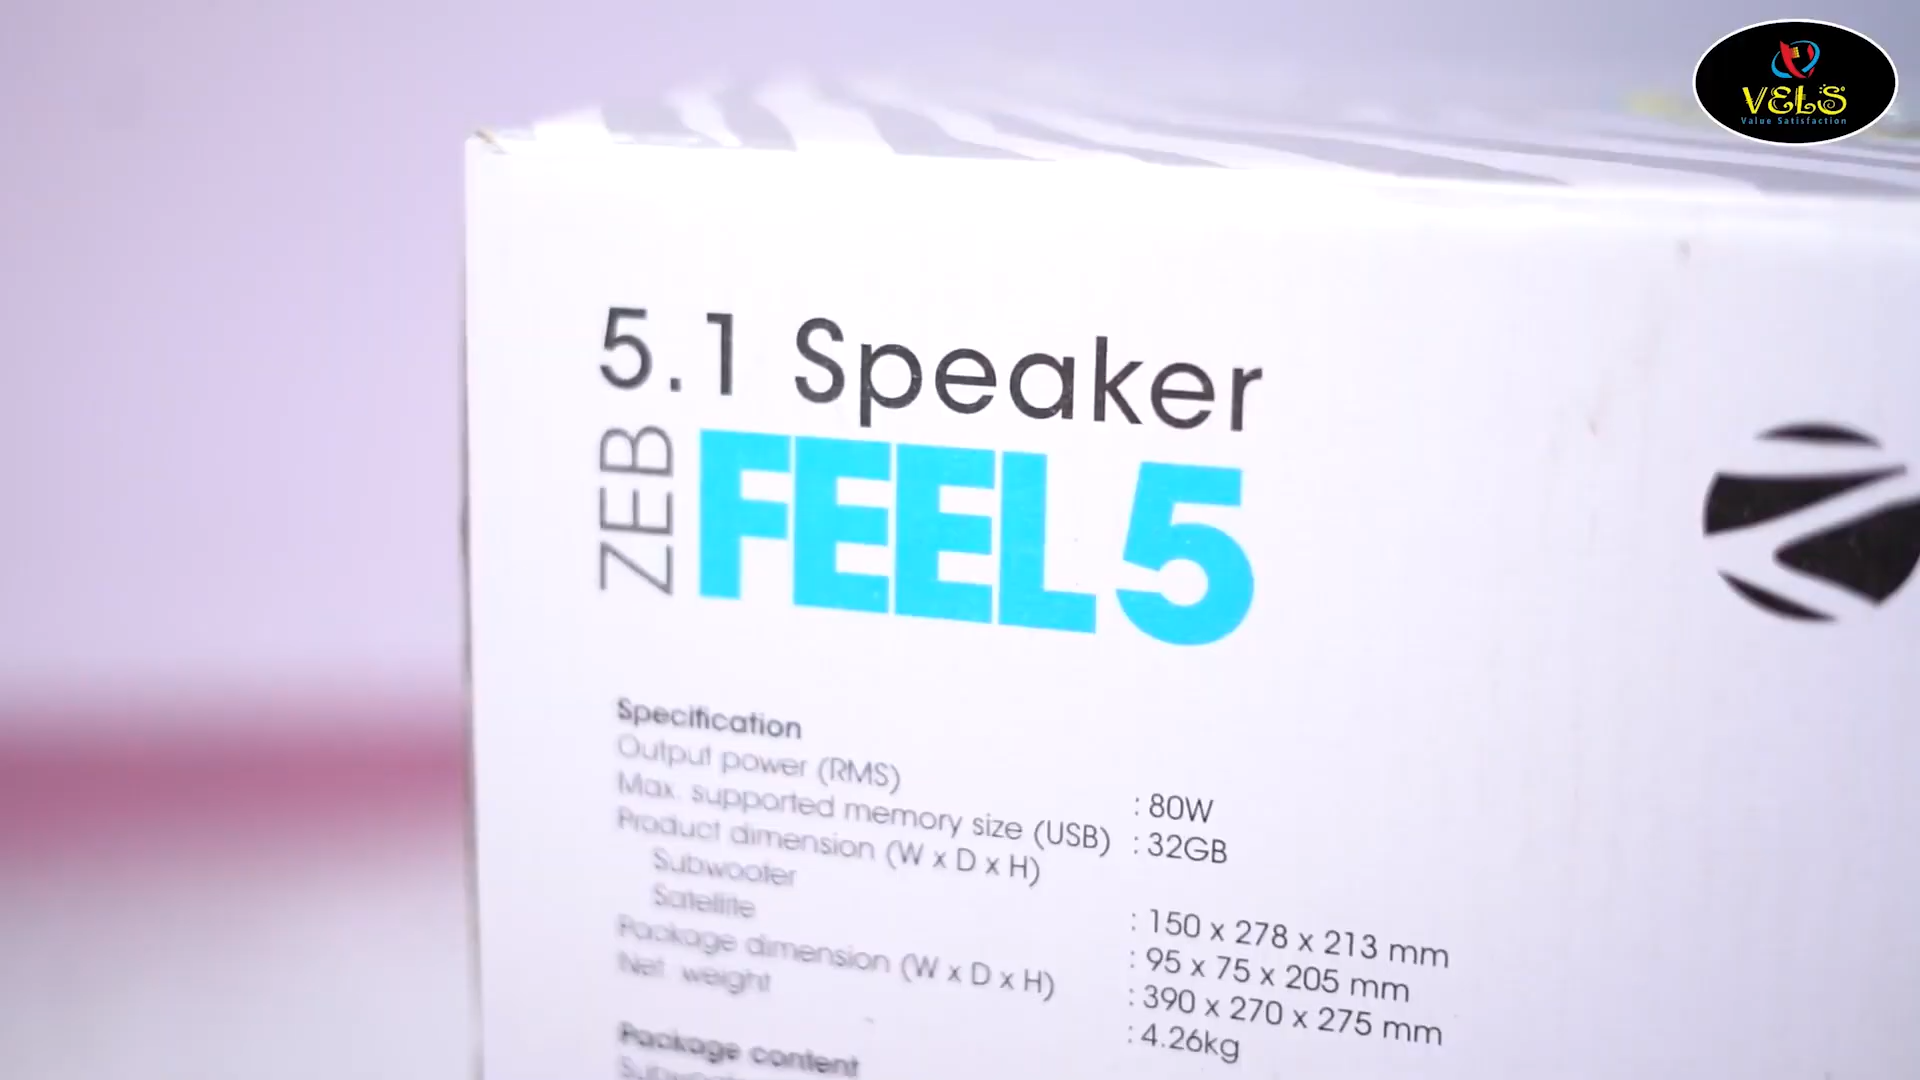 VELS
Value Satisfaction
5.1 Speaker
ZEB FEEL 5
Specification
Output power (RMS) : 80W
Max. supported memory size (USB) : 32GB
Product dimension (W x D x H)
Subwoofer : 150 x 278 x 213 mm
Satellite : 95 x 75 x 205 mm
Package dimension (W x D x H) : 390 x 270 x 275 mm
Net weight : 4.26kg
Package content